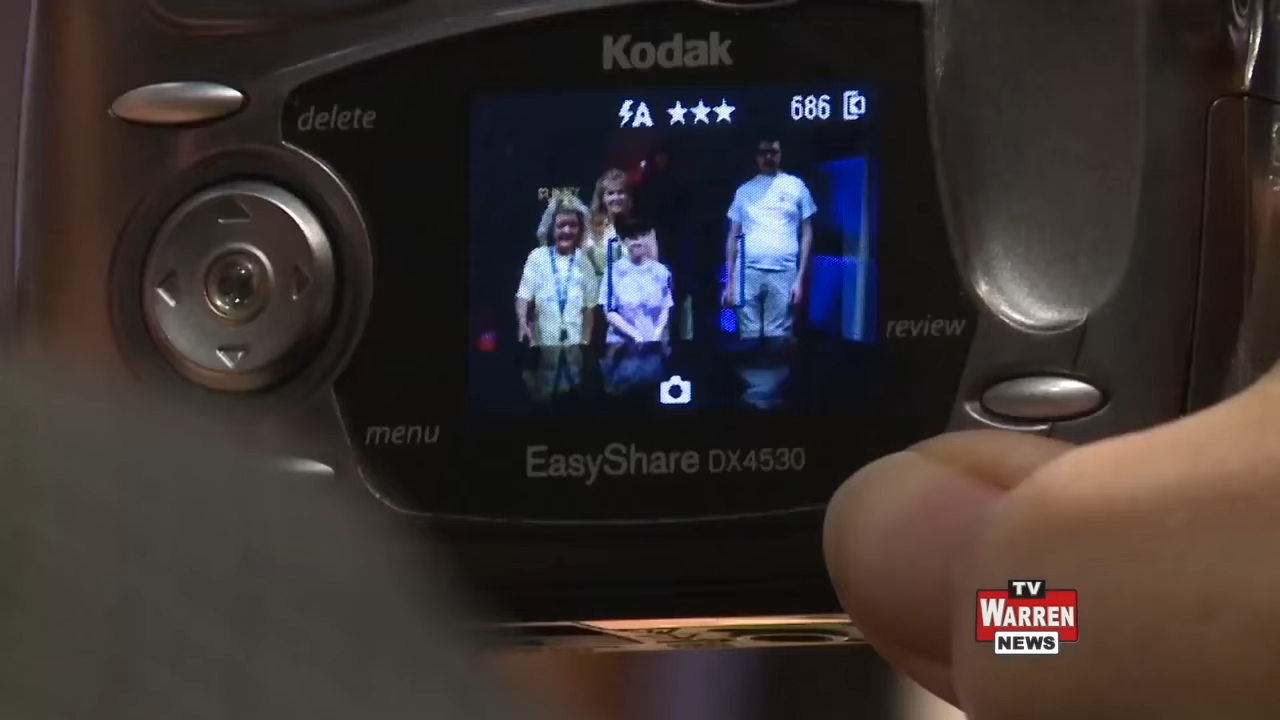 Kodak
delete
A ★★★ 686
review
menu
EasyShare DX4530
TV
WARREN
NEWS